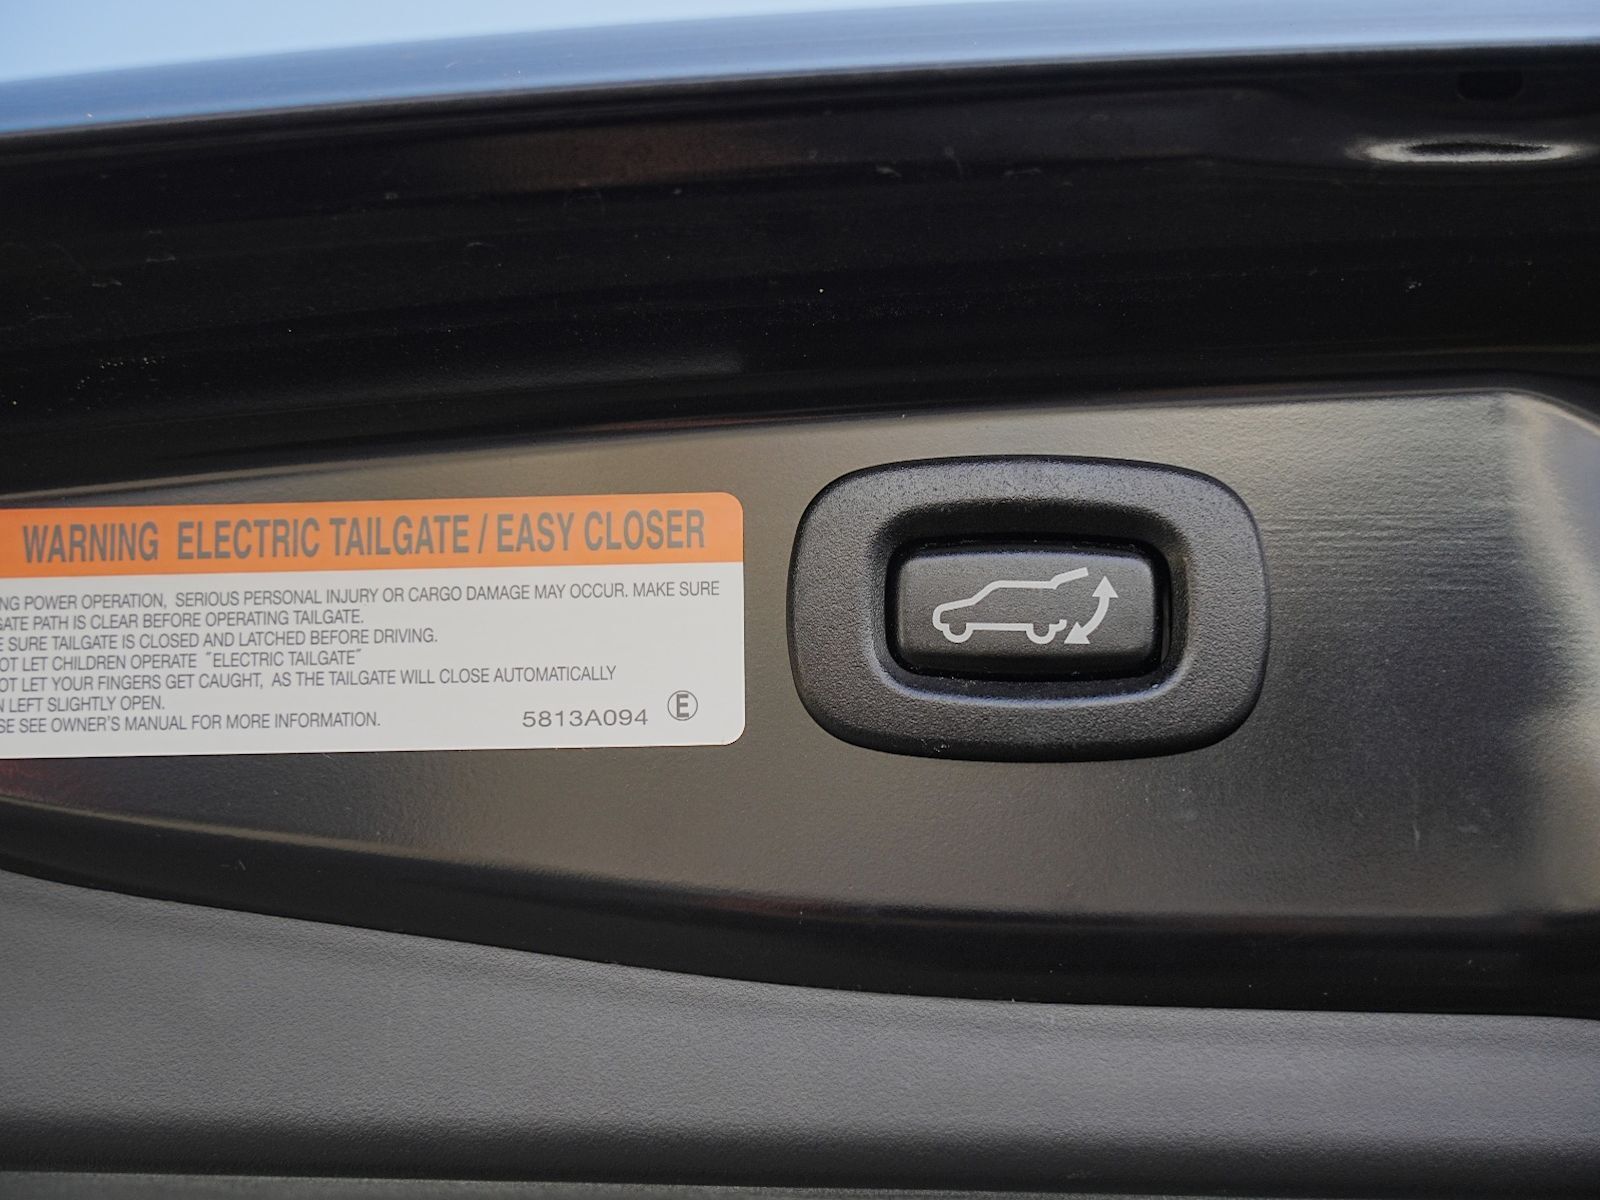 WARNING ELECTRIC TAILGATE / EASY CLOSER
NG POWER OPERATION, SERIOUS PERSONAL INJURY OR CARGO DAMAGE MAY OCCUR. MAKE SURE
GATE PATH IS CLEAR BEFORE OPERATING TAILGATE.
E SURE TAILGATE IS CLOSED AND LATCHED BEFORE DRIVING.
OT LET CHILDREN OPERATE "ELECTRIC TAILGATE"
OT LET YOUR FINGERS GET CAUGHT, AS THE TAILGATE WILL CLOSE AUTOMATICALLY
N LEFT SLIGHTLY OPEN.
SE SEE OWNER'S MANUAL FOR MORE INFORMATION.
5813A094 E